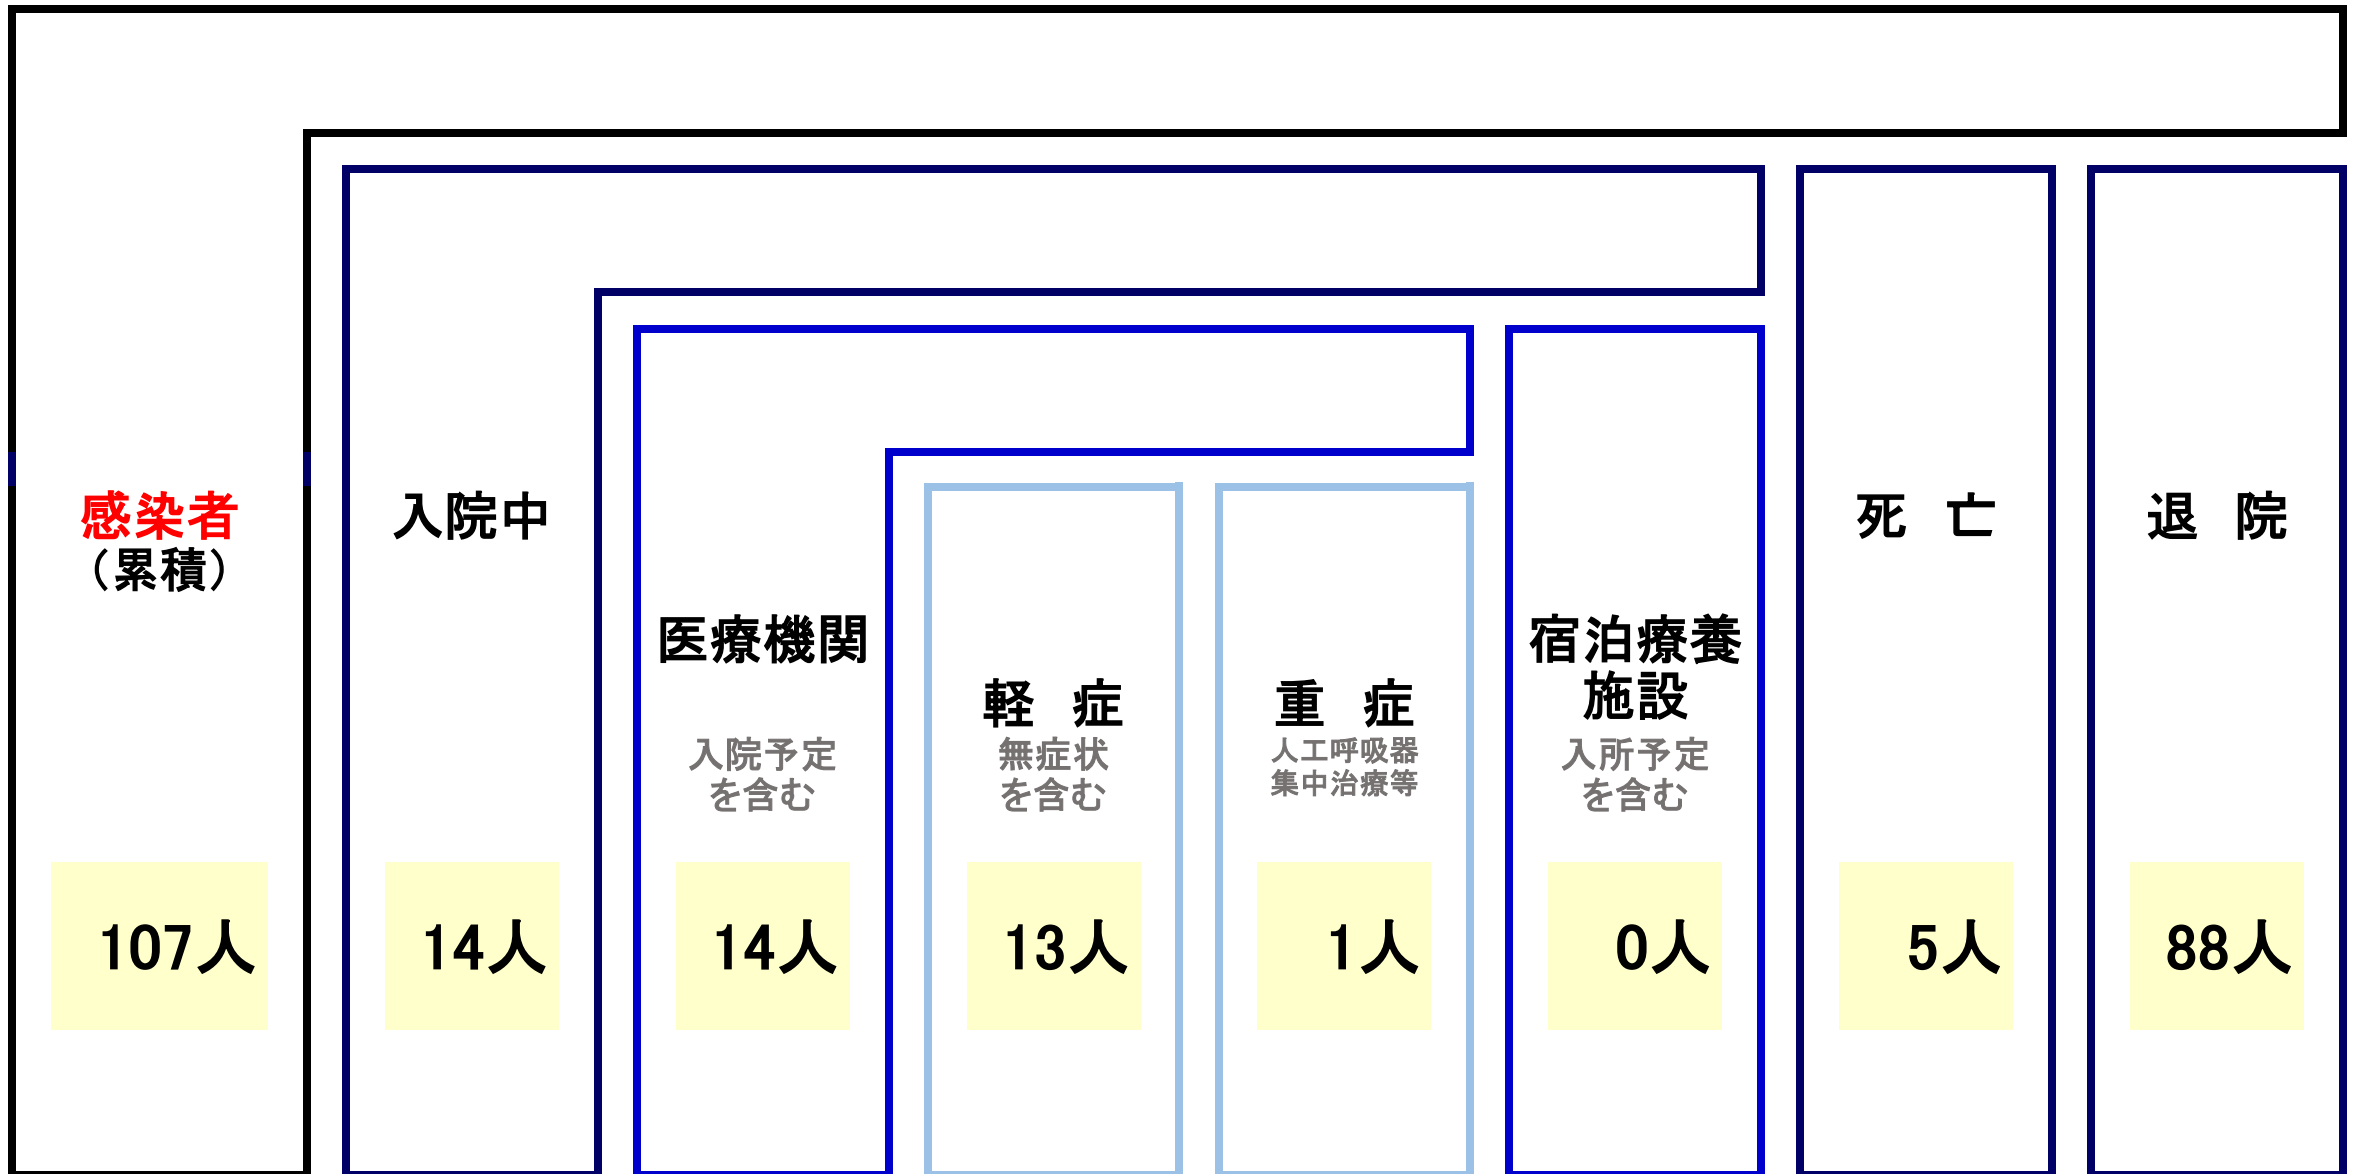 感染者
（累積）
107人
入院中
14人
医療機関
入院予定
を含む
14人
軽　症
無症状
を含む
13人
重　症
人工呼吸器
集中治療等
1人
宿泊療養
施設
入所予定
を含む
0人
死　亡
5人
退　院
88人